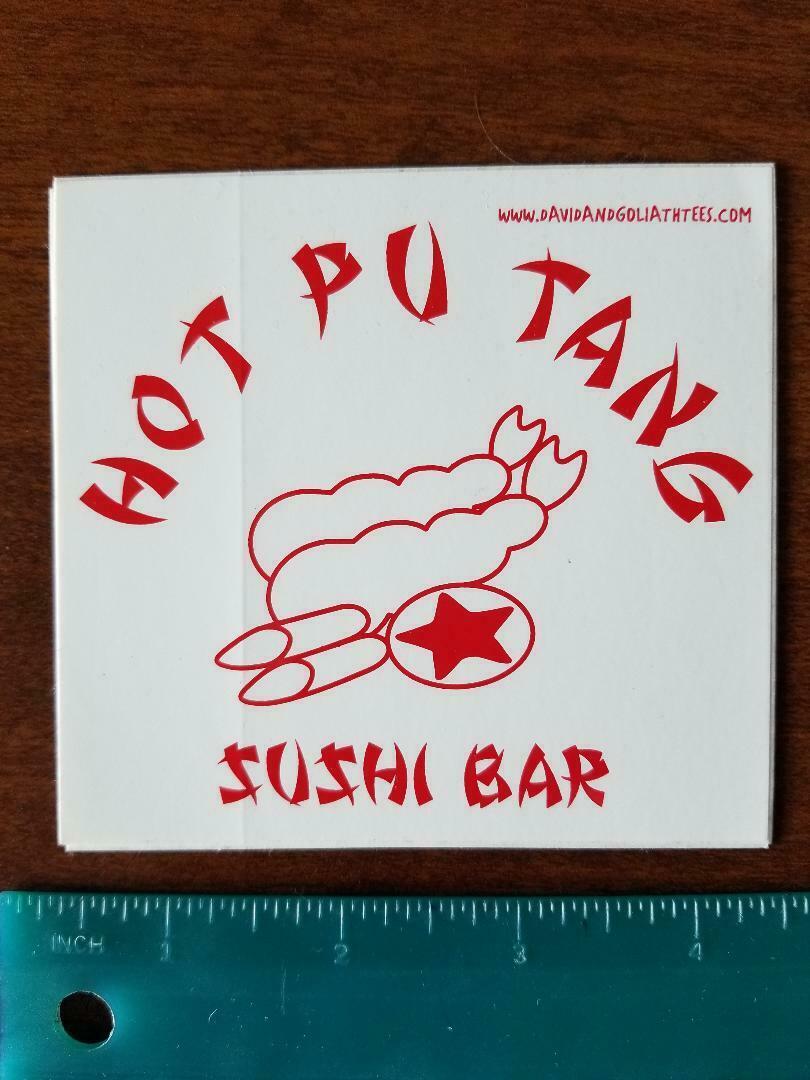 www.davidandgoliathtees.com
HOT PU TANG
SUSHI BAR
INCH 1 2 3 4